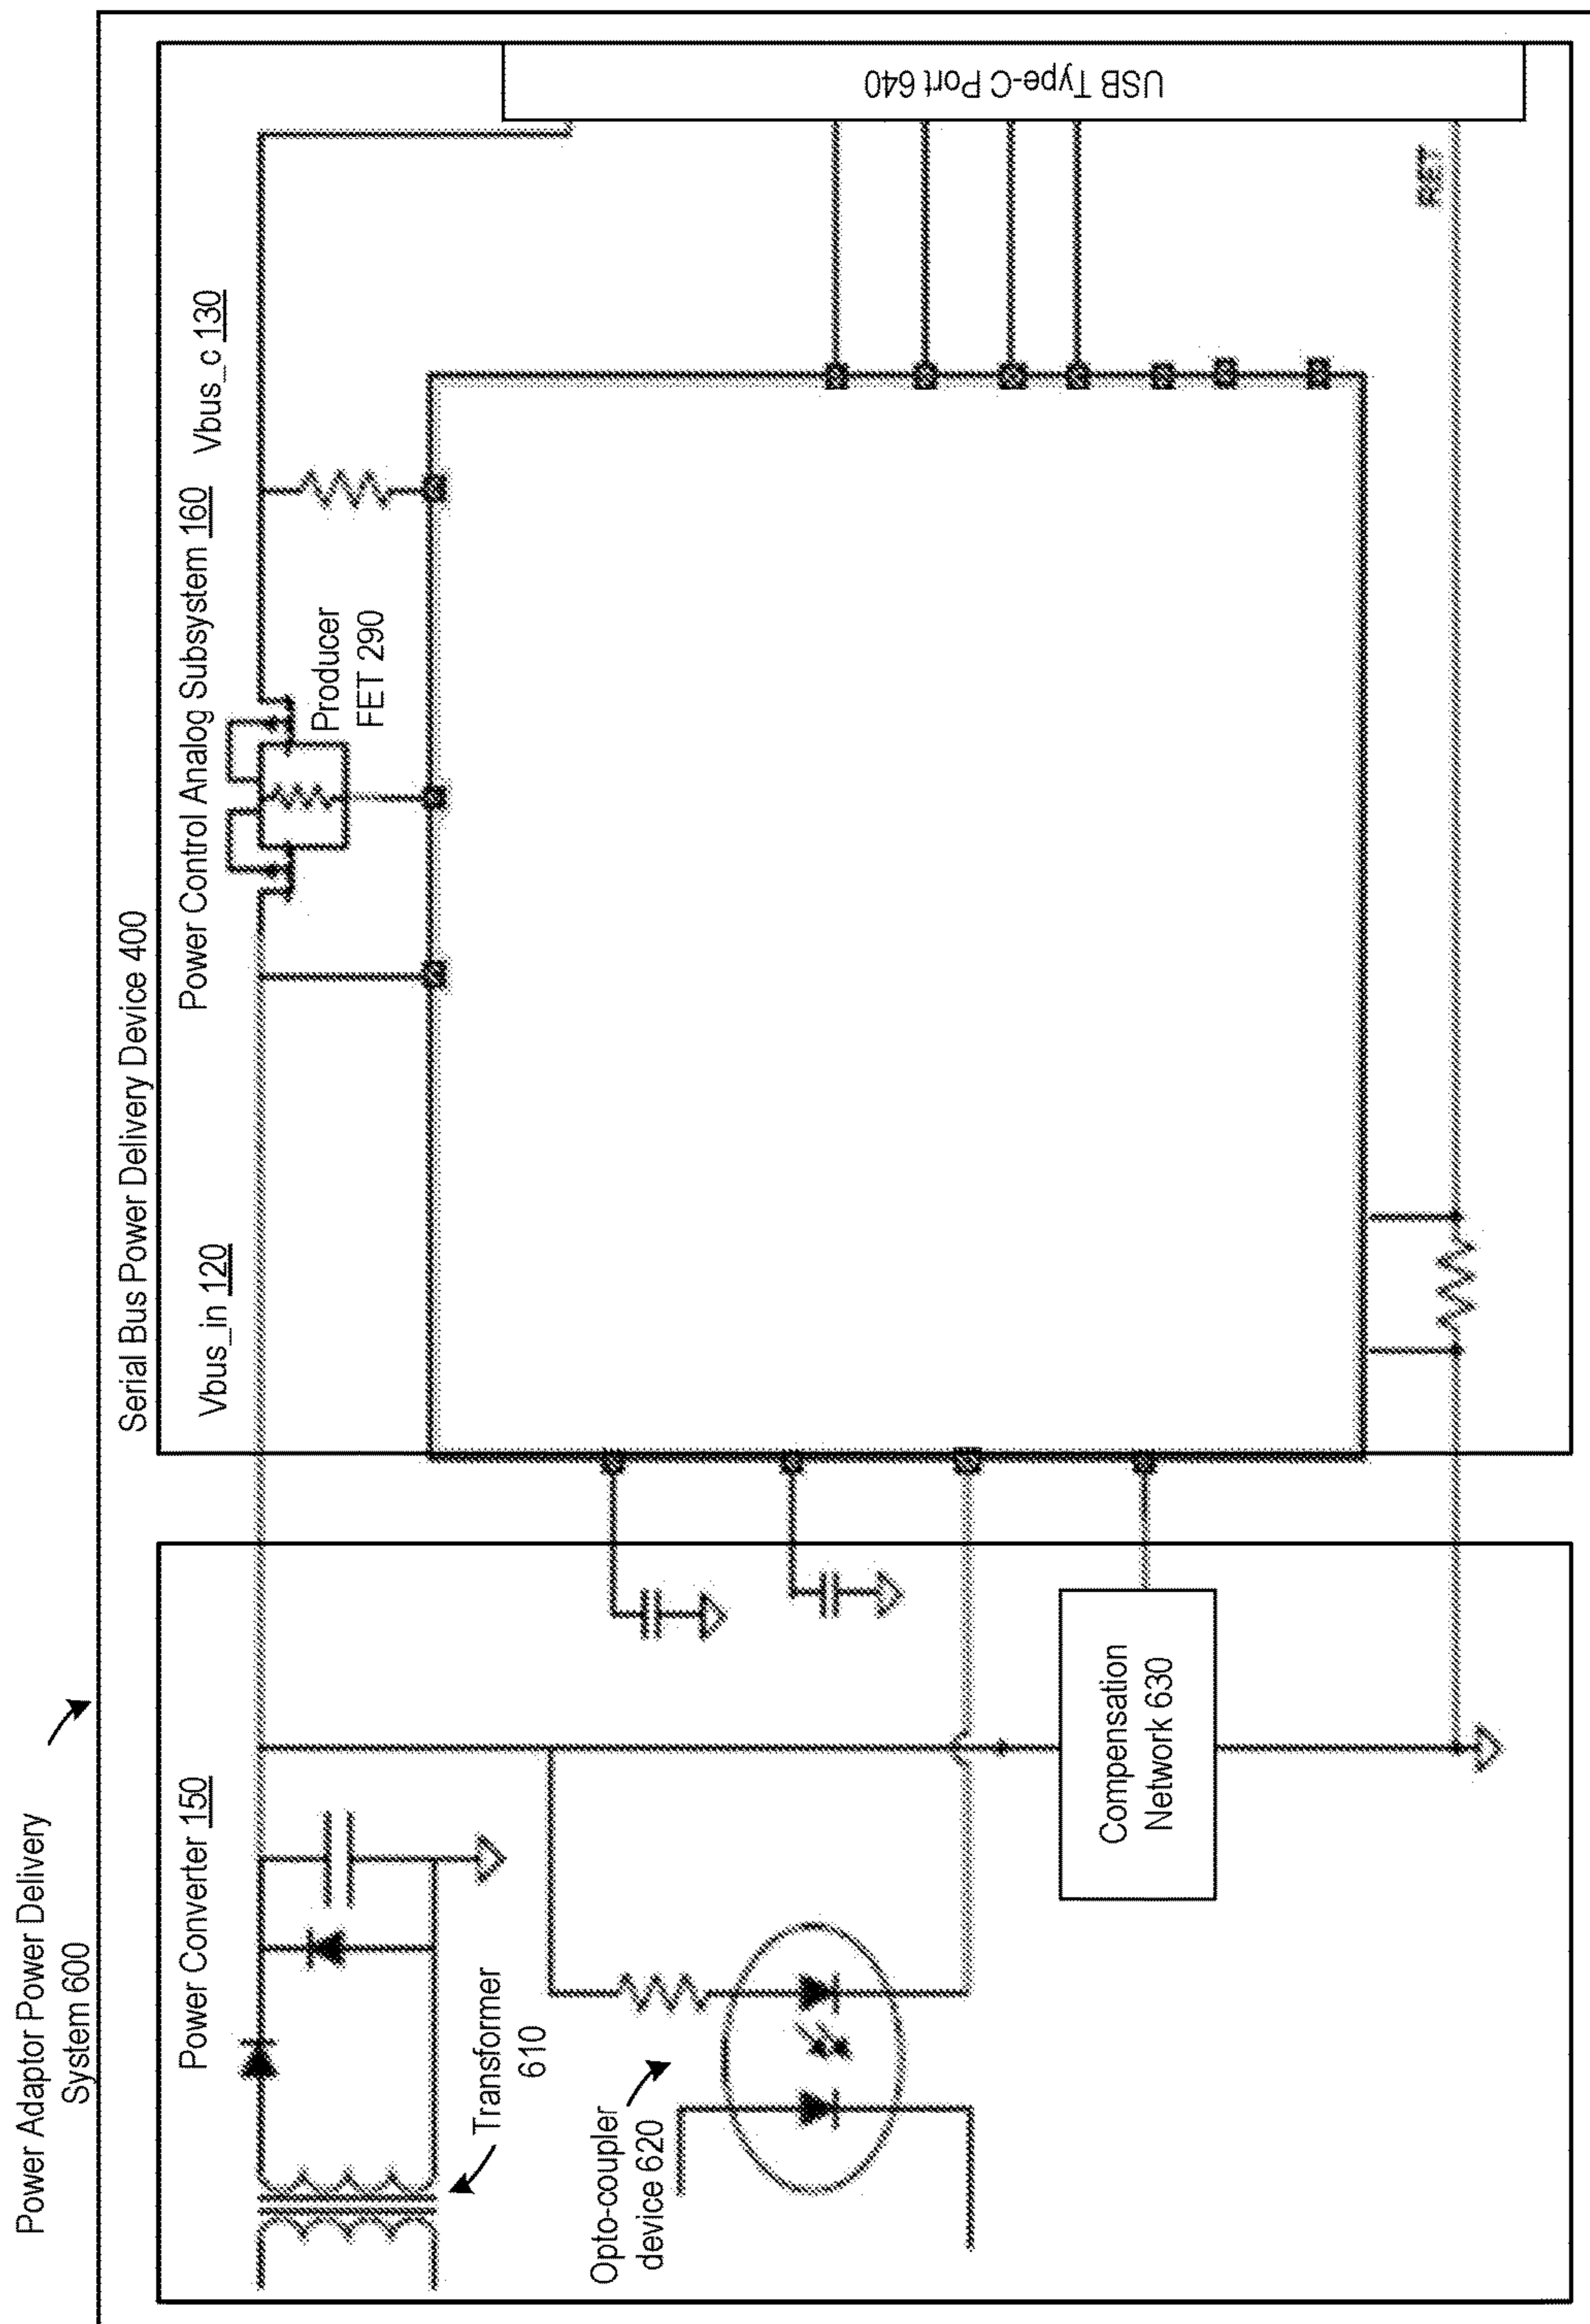 Power Adaptor Power Delivery
System 600
Serial Bus Power Delivery Device 400
Power Converter 150
Vbus_in 120
Power Control Analog Subsystem 160
Vbus_c 130
Producer
FET 290
Transformer
610
Opto-coupler
device 620
Compensation
Network 630
USB Type-C Port 640
RET